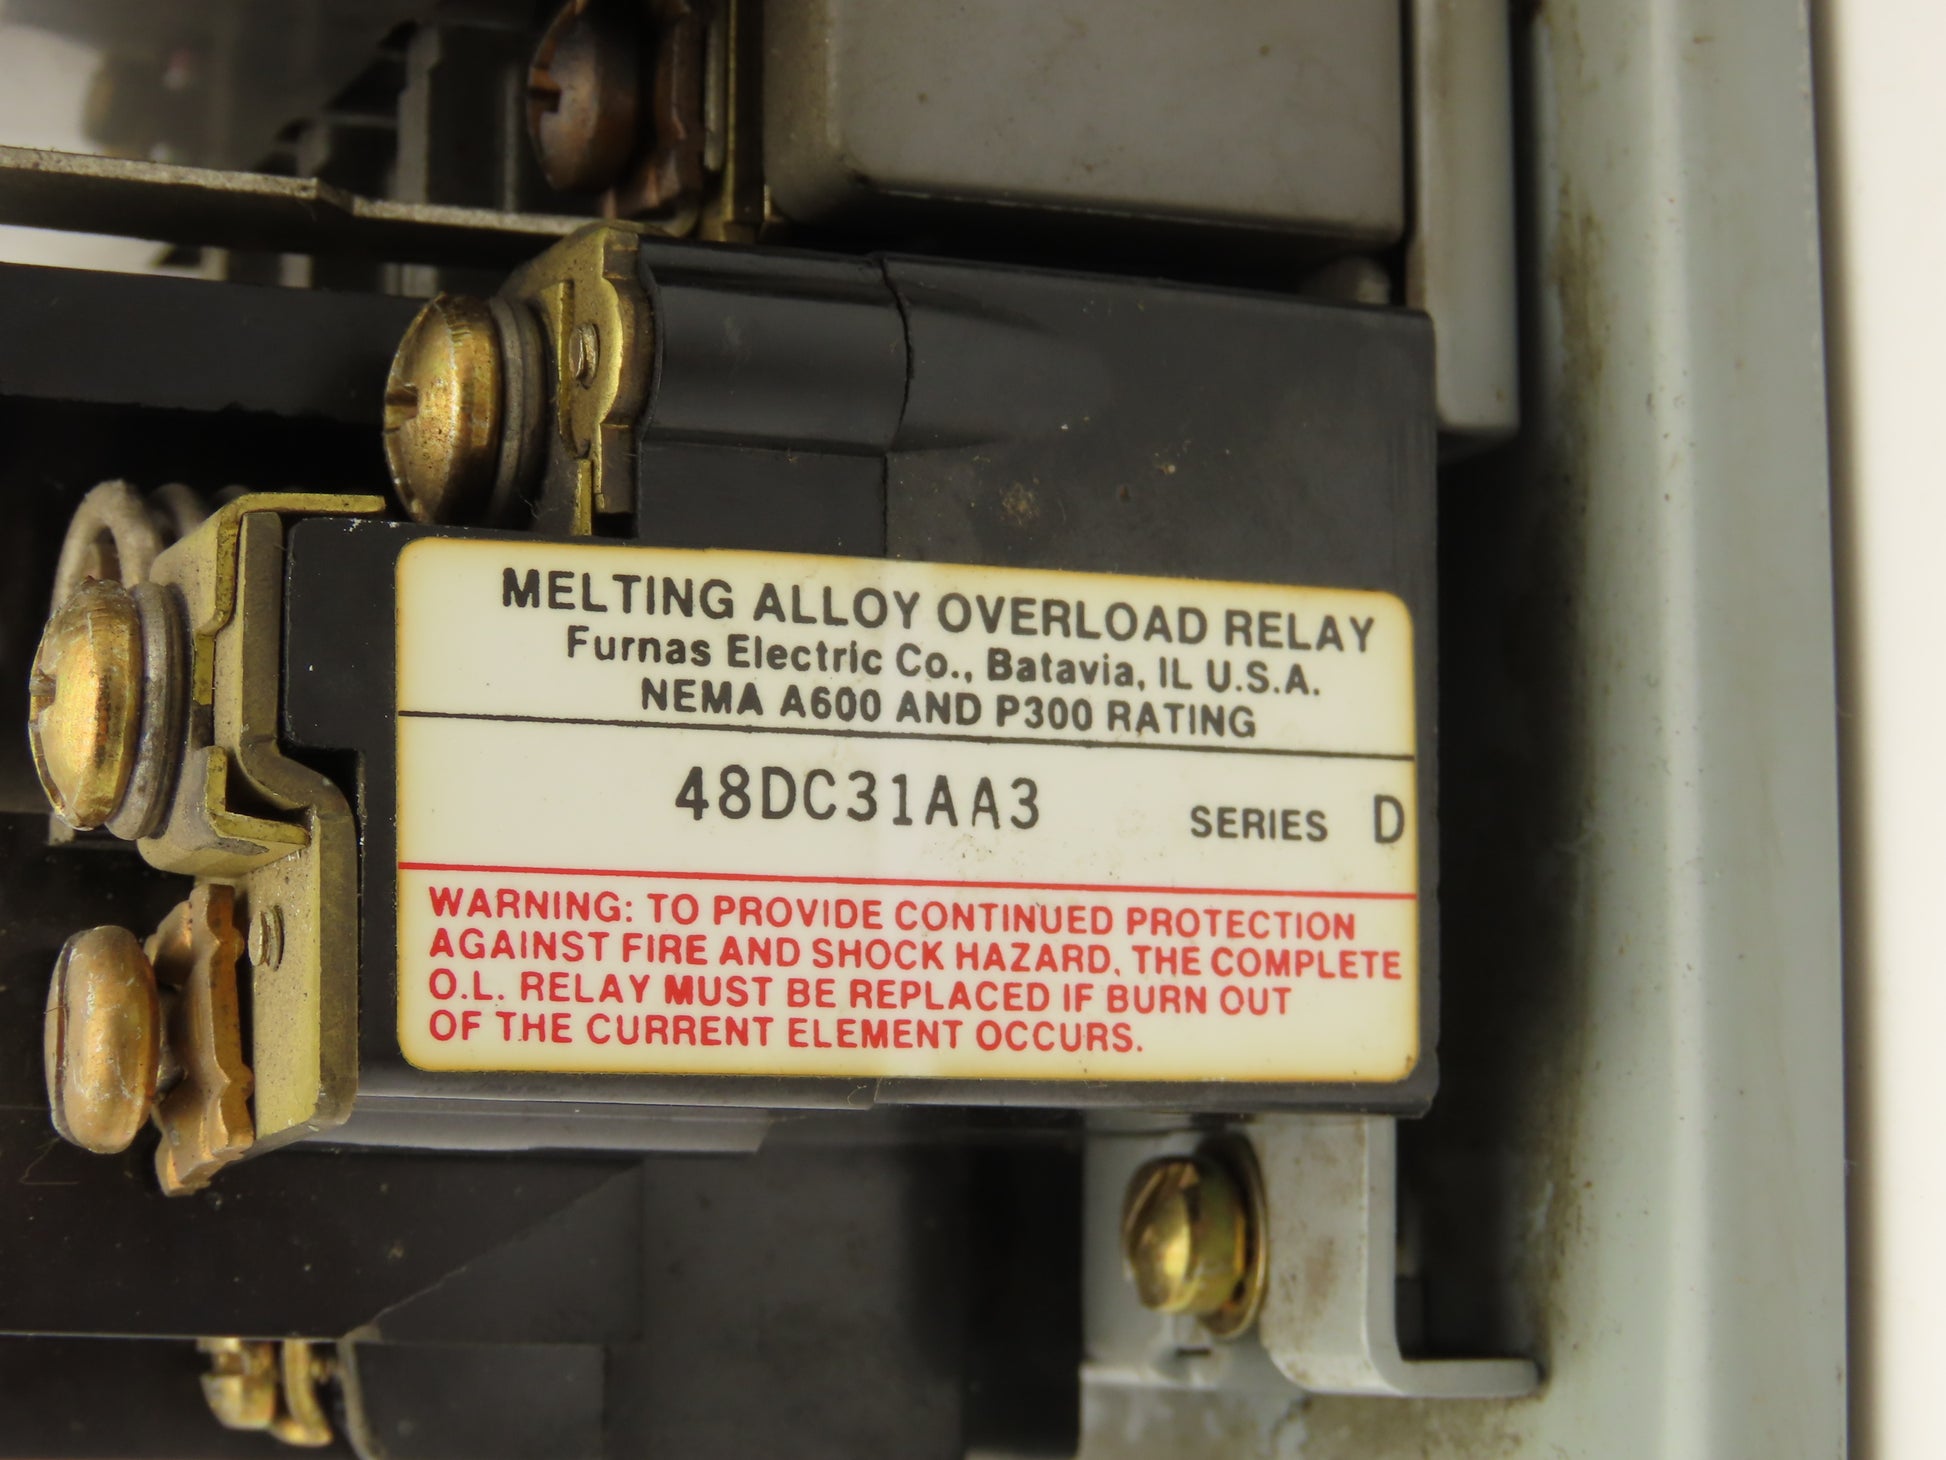 MELTING ALLOY OVERLOAD RELAY
Furnas Electric Co., Batavia, IL U.S.A.
NEMA A600 AND P300 RATING
48DC31AA3 SERIES D
WARNING: TO PROVIDE CONTINUED PROTECTION
AGAINST FIRE AND SHOCK HAZARD, THE COMPLETE
O.L. RELAY MUST BE REPLACED IF BURN OUT
OF THE CURRENT ELEMENT OCCURS.